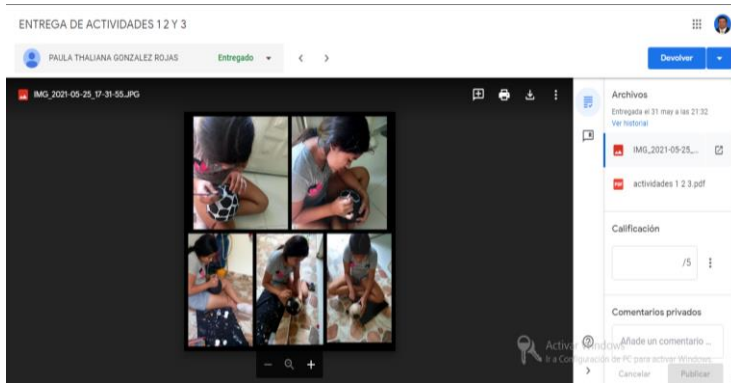 ENTREGA DE ACTIVIDADES 1 2 Y 3
PAULA THALIANA GONZALEZ ROJAS Entregado
Devolver
IMG_2021-05-25_17-31-55.JPG
Archivos
Entregada el 31 may a las 21:32
Ver historial
IMG_2021-05-25_...
PDF actividades 1 2 3.pdf
Calificación
/5
Comentarios privados
Añade un comentario ...
Activar Windows
Ir a Configuración de PC para activar Windows.
Cancelar Publicar